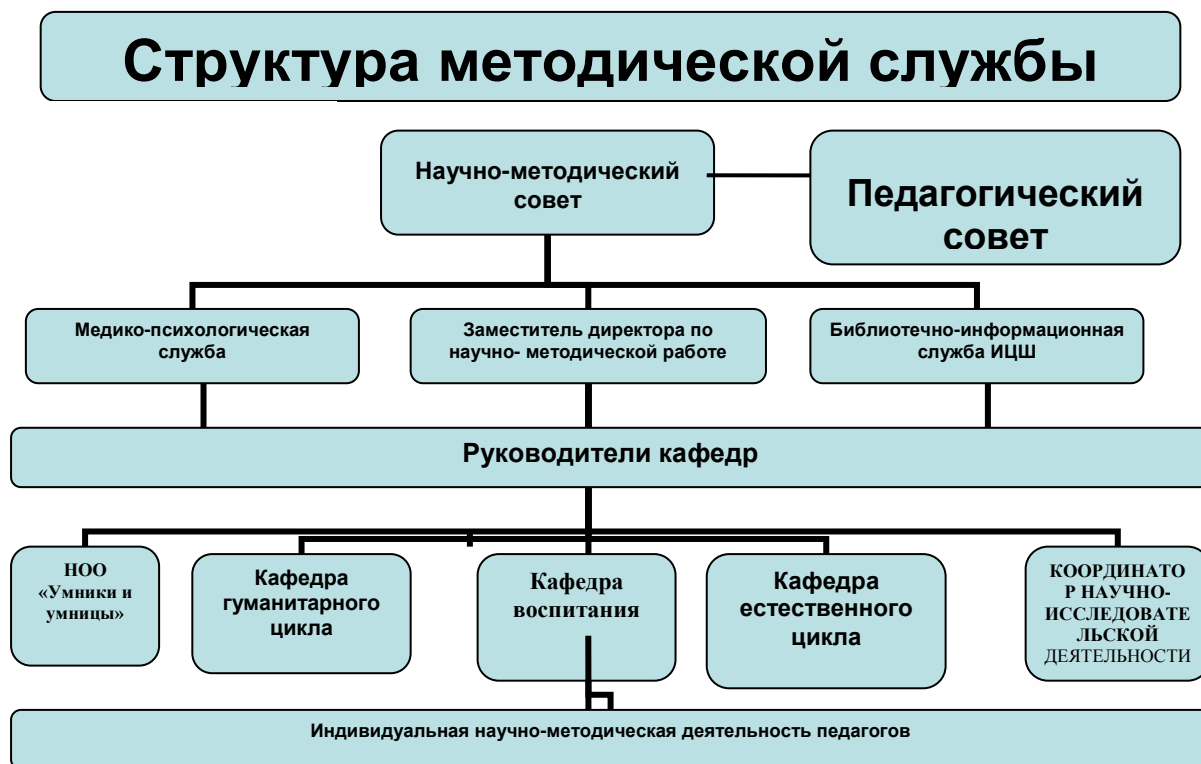 Структура методической службы
Научно-методический
совет
Педагогический
совет
Медико-психологическая
служба
Заместитель директора по
научно- методической работе
Библиотечно-информационная
служба ИЦШ
Руководители кафедр
НОО
«Умники и
умницы»
Кафедра
гуманитарного
цикла
Кафедра
воспитания
Кафедра
естественного
цикла
КООРДИНАТО
Р НАУЧНО-
ИССЛЕДОВАТЕ
ЛЬСКОЙ
ДЕЯТЕЛЬНОСТИ
Индивидуальная научно-методическая деятельность педагогов